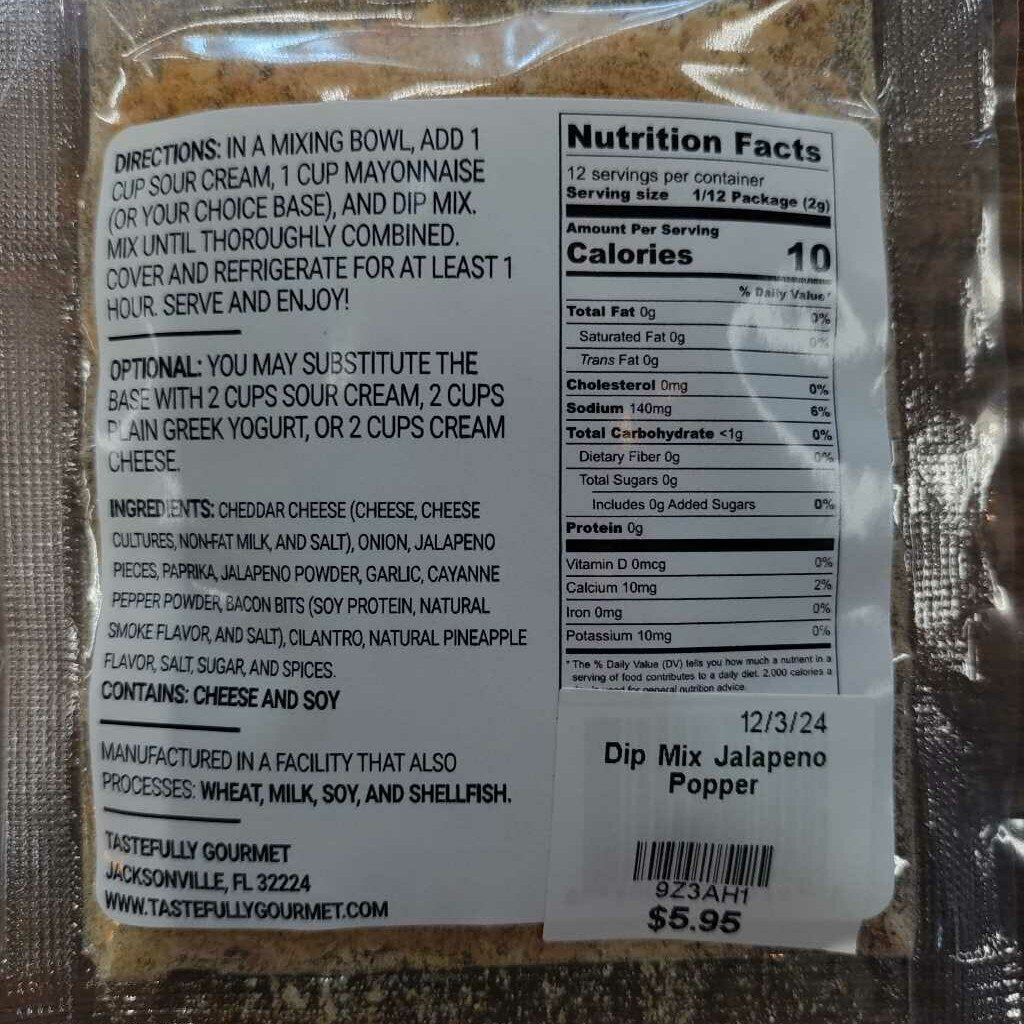 DIRECTIONS: IN A MIXING BOWL, ADD 1
CUP SOUR CREAM, 1 CUP MAYONNAISE
(OR YOUR CHOICE BASE), AND DIP MIX.
MIX UNTIL THOROUGHLY COMBINED.
COVER AND REFRIGERATE FOR AT LEAST 1
HOUR. SERVE AND ENJOY!
OPTIONAL: YOU MAY SUBSTITUTE THE
BASE WITH 2 CUPS SOUR CREAM, 2 CUPS
PLAIN GREEK YOGURT, OR 2 CUPS CREAM
CHEESE.
INGREDIENTS: CHEDDAR CHEESE (CHEESE, CHEESE
CULTURES, NON-FAT MILK, AND SALT), ONION, JALAPENO
PIECES, PAPRIKA, JALAPENO POWDER, GARLIC, CAYANNE
PEPPER POWDER, BACON BITS (SOY PROTEIN, NATURAL
SMOKE FLAVOR, AND SALT), CILANTRO, NATURAL PINEAPPLE
FLAVOR, SALT, SUGAR, AND SPICES.
CONTAINS: CHEESE AND SOY
MANUFACTURED IN A FACILITY THAT ALSO
PROCESSES: WHEAT, MILK, SOY, AND SHELLFISH.
TASTEFULLY GOURMET
JACKSONVILLE, FL 32224
WWW.TASTEFULLYGOURMET.COM
Nutrition Facts
12 servings per container
Serving size 1/12 Package (2g)
Amount Per Serving
Calories 10
% Daily Value*
Total Fat 0g 0%
Saturated Fat 0g 0%
Trans Fat 0g
Cholesterol 0mg 0%
Sodium 140mg 6%
Total Carbohydrate <1g 0%
Dietary Fiber 0g 0%
Total Sugars 0g
Includes 0g Added Sugars 0%
Protein 0g
Vitamin D 0mcg 0%
Calcium 10mg 2%
Iron 0mg 0%
Potassium 10mg 0%
* The % Daily Value (DV) tells you how much a nutrient in a
serving of food contributes to a daily diet. 2,000 calories a
for general nutrition advice.
12/3/24
Dip Mix Jalapeno
Popper
9Z3AH1
$5.95